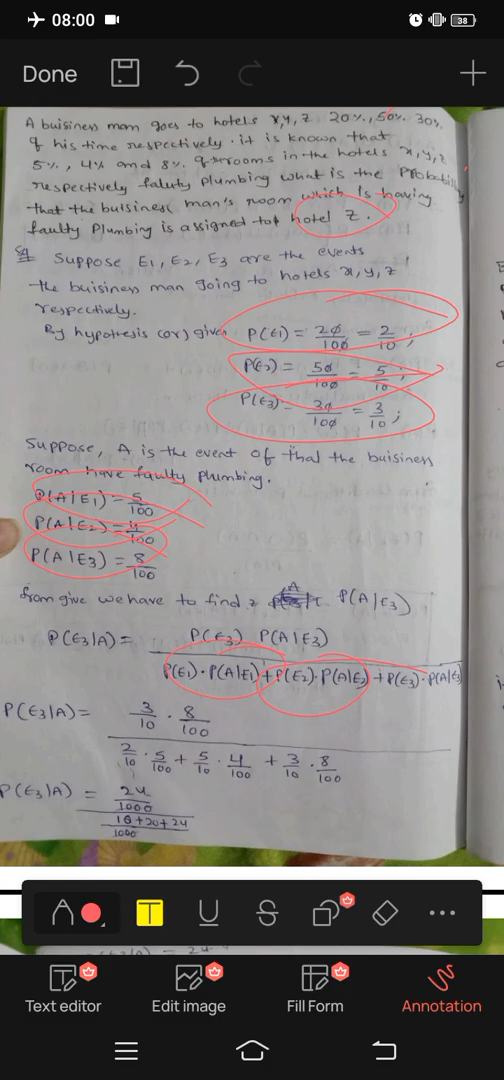 08:00
38
Done
A buisiness man goes to hotels x,y,z 20%, 50% 30%
of his time respectively. it is known that
5%, 4% and 8% of rooms in the hotels x,y,z
respectively faluty plumbing what is the Probability
that the buisiness man's room which is having
faulty Plumbing is assigned to hotel z.
Suppose E1, E2, E3 are the events
the buisiness man going to hotels x, y, z
respectively.
By hypothesis (or) given P(E1) = 20/100 = 2/10,
P(E2) = 50/100 = 5/10;
P(E3) = 30/100 = 3/10;
Suppose, A is the event of that the buisiness
room have faulty plumbing.
P(A|E1) = 5/100
P(A|E2) = 4/100
P(A|E3) = 8/100
from give we have to find P(A|E3)
P(E3|A) = P(E3) P(A|E3) / P(E1)·P(A|E1) + P(E2)·P(A|E2) + P(E3)·P(A|E3)
P(E3|A) = 3/10 · 8/100 / 2/10 · 5/100 + 5/10 · 4/100 + 3/10 · 8/100
P(E3|A) = 24/1000 / 10+20+24/1000
T
U
S
Text editor
Edit image
Fill Form
Annotation